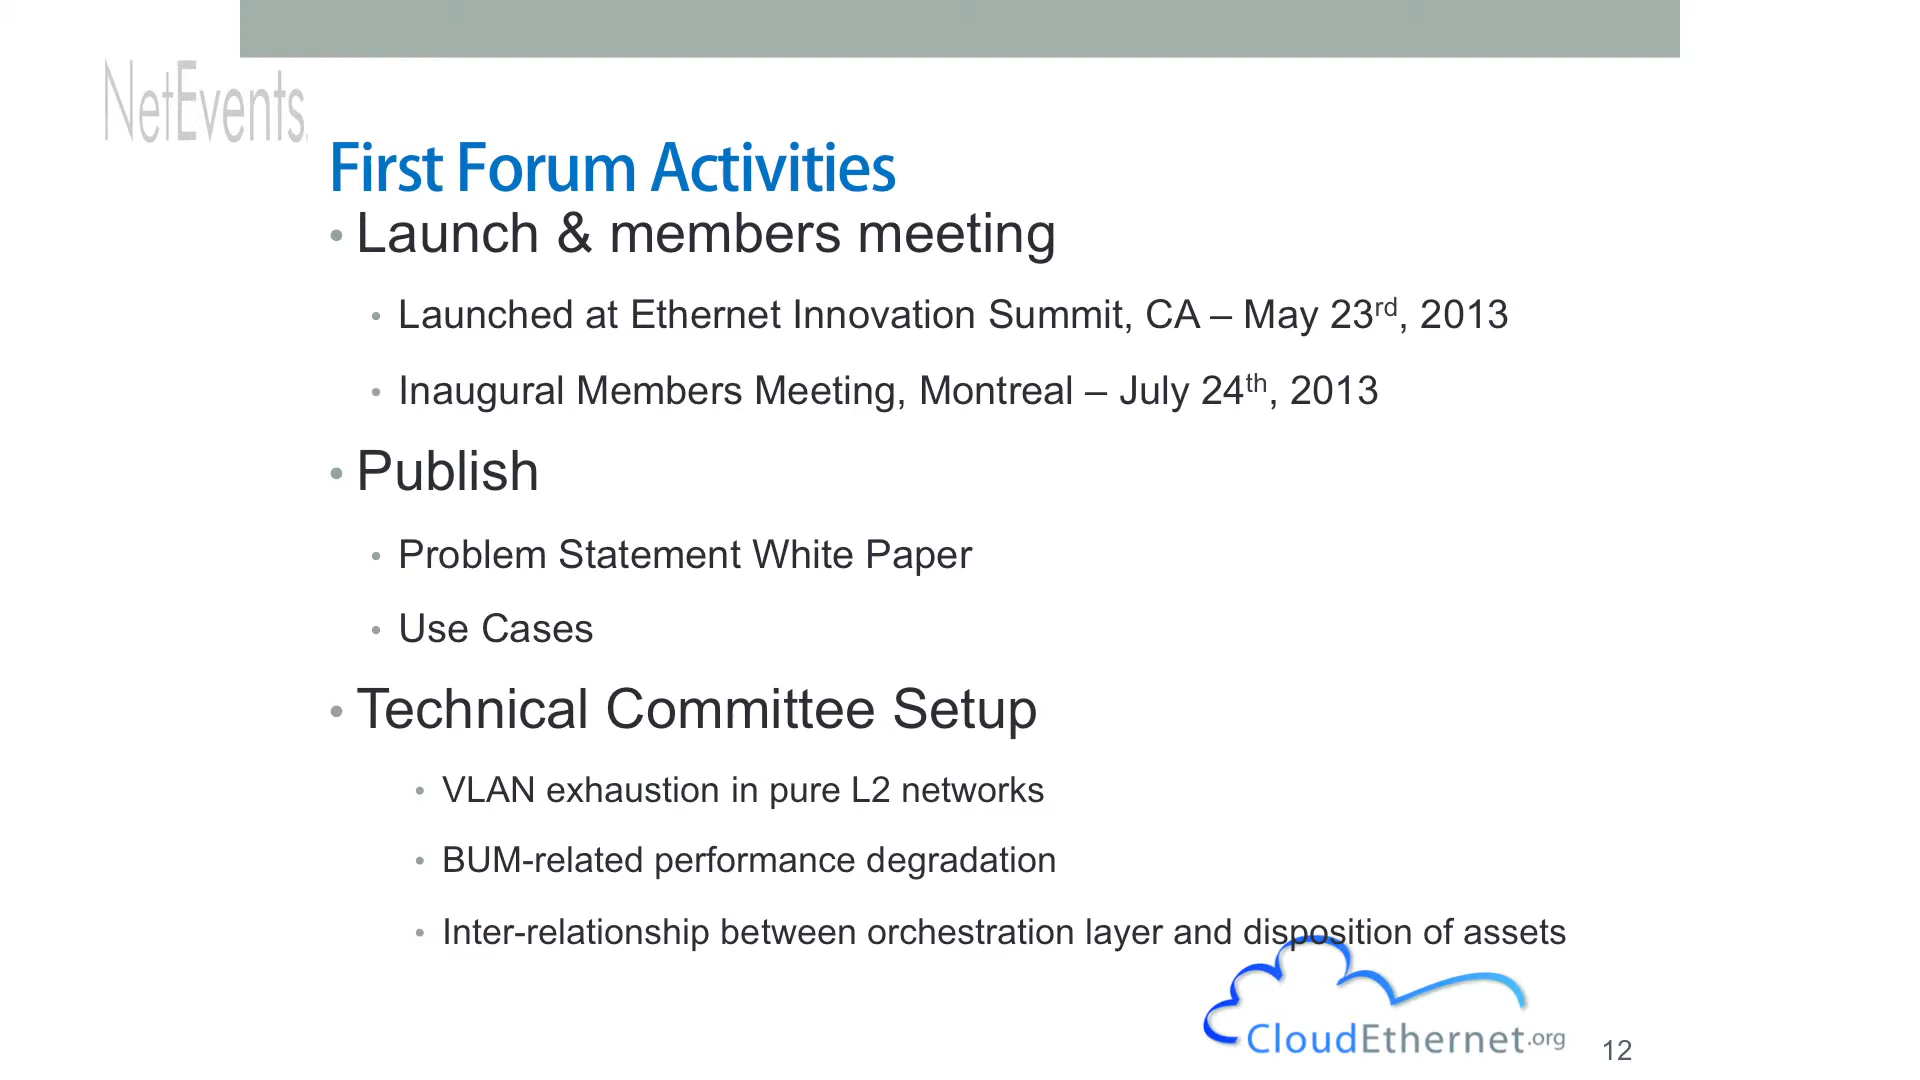 NetEvents
First Forum Activities
• Launch & members meeting
• Launched at Ethernet Innovation Summit, CA – May 23rd, 2013
• Inaugural Members Meeting, Montreal – July 24th, 2013
• Publish
• Problem Statement White Paper
• Use Cases
• Technical Committee Setup
• VLAN exhaustion in pure L2 networks
• BUM-related performance degradation
• Inter-relationship between orchestration layer and disposition of assets
CloudEthernet.org
12